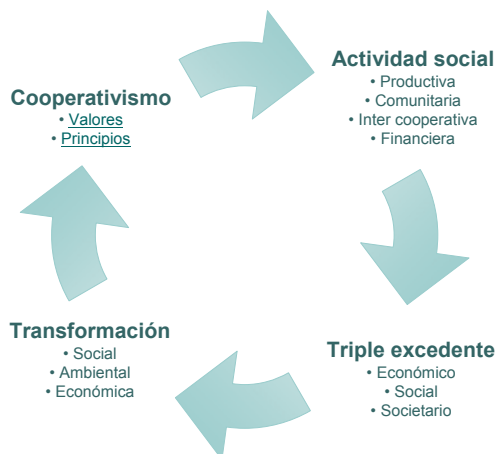 Cooperativismo
• Valores
• Principios
Actividad social
• Productiva
• Comunitaria
• Inter cooperativa
• Financiera
Triple excedente
• Económico
• Social
• Societario
Transformación
• Social
• Ambiental
• Económica